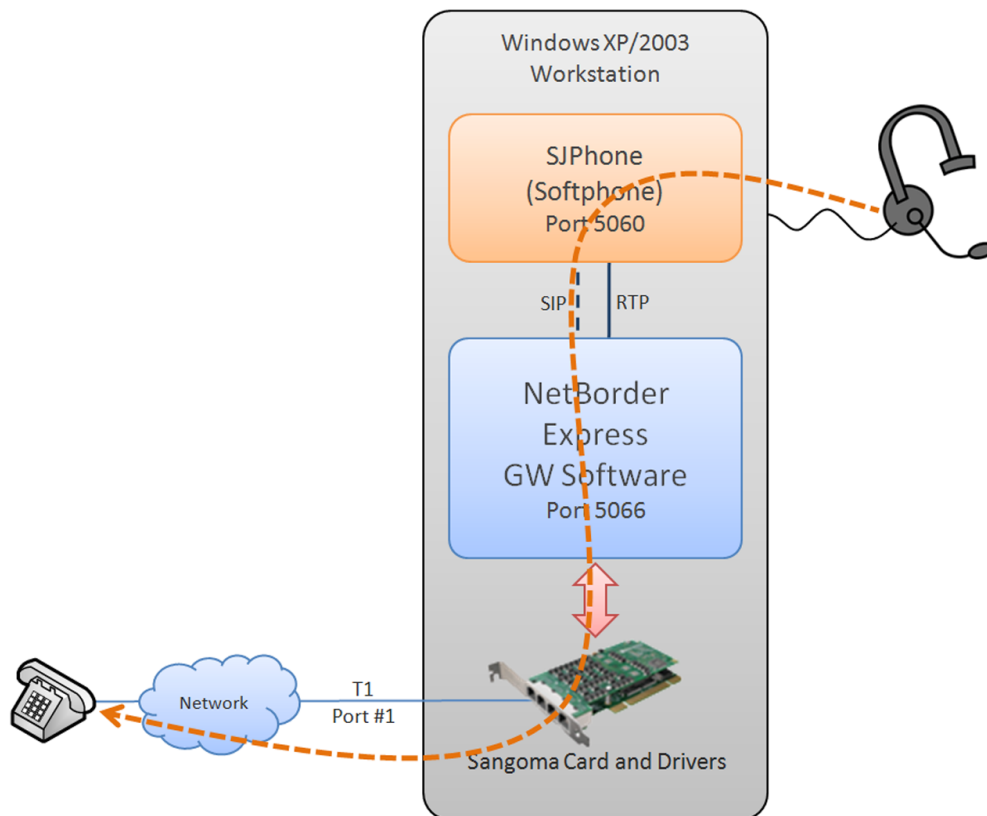 Windows XP/2003
Workstation
SJPhone
(Softphone)
Port 5060
SIP
RTP
NetBorder
Express
GW Software
Port 5066
T1
Port #1
Network
Sangoma Card and Drivers